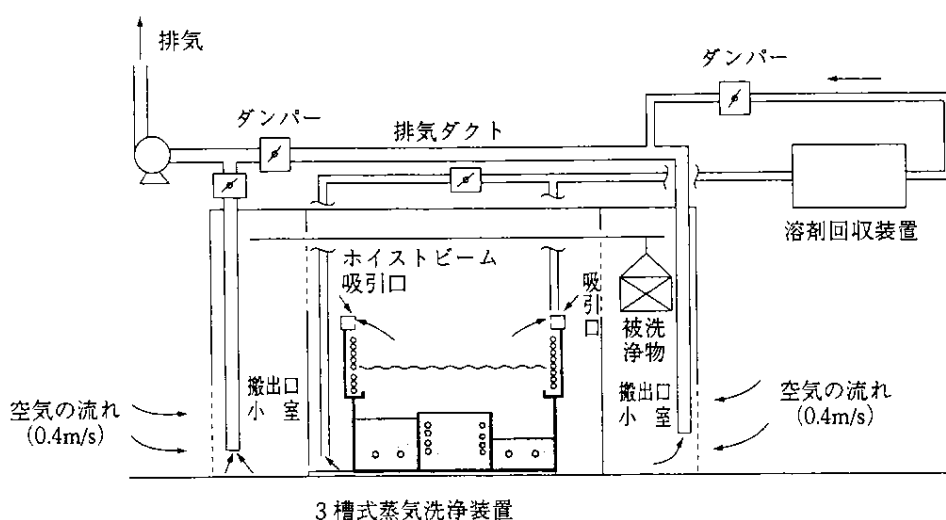 排気
ダンパー
ダンパー
排気ダクト
溶剤回収装置
ホイストビーム
吸引口
吸引口
被洗
浄物
搬出口
小室
搬出口
小室
空気の流れ
(0.4m/s)
空気の流れ
(0.4m/s)
3槽式蒸気洗浄装置